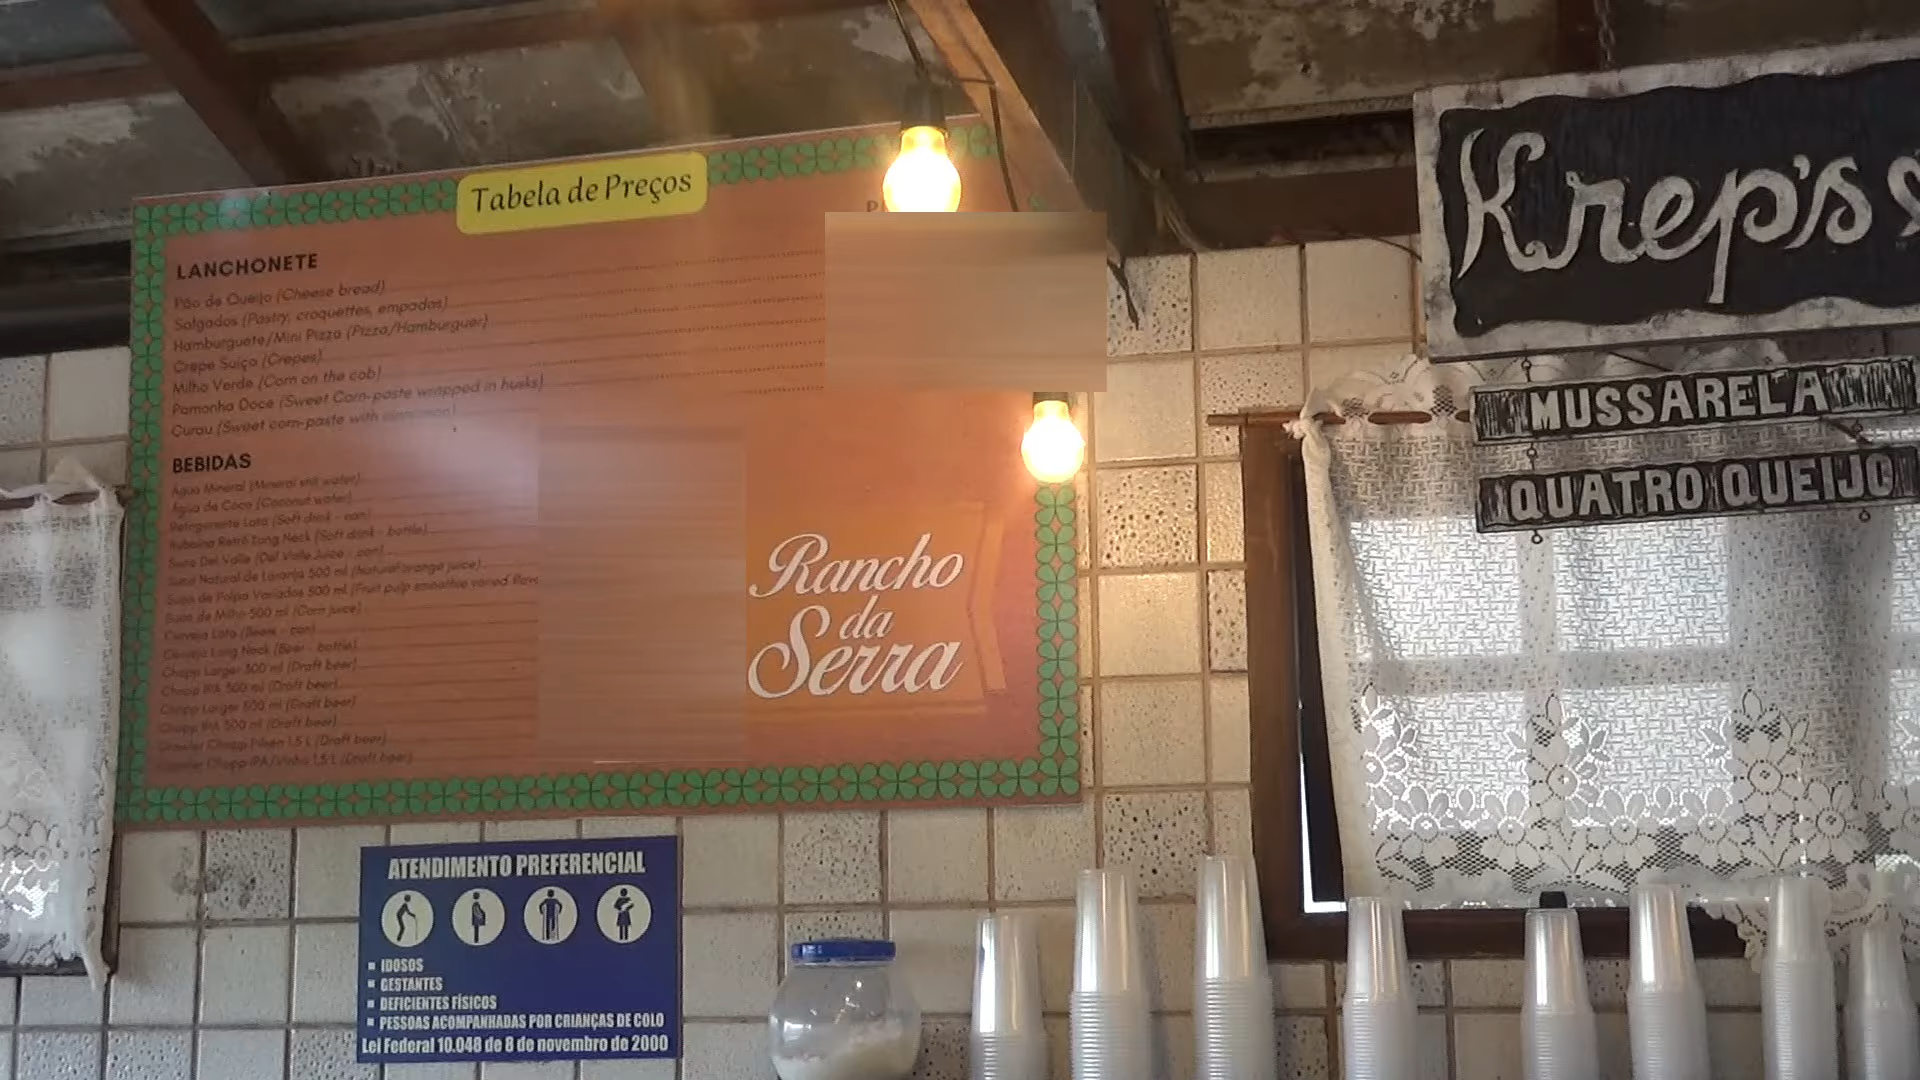 Tabela de Preços
LANCHONETE
Pão de Queijo (Cheese bread)
Salgados (Pastry, croquettes, empadas)
Hamburguete/Mini Pizza (Pizza/Hamburguer)
Crepe Suiço (Crepes)
Milho Verde (Corn on the cob)
Pamonha Doce (Sweet Corn-paste wrapped in husks)
Curau (Sweet corn-paste with cinnamon)
BEBIDAS
Água Mineral (Mineral still water)
Água de Coco (Coconut water)
Refrigerante Lata (Soft drink - can)
Tubaína Retrô Long Neck (Soft drink - bottle)
Suco Del Valle (Del Valle Juice - can)
Suco Natural de Laranja 500 ml (Natural orange juice)
Suco de Polpa Variados 500 ml (Fruit pulp smoothie varied flavo
Suco de Milho 500 ml (Corn juice)
Cerveja Lata (Beers - can)
Cerveja Long Neck (Beer - bottle)
Chopp Larger 300 ml (Draft beer)
Chopp IPA 300 ml (Draft beer)
Chopp Larger 500 ml (Draft beer)
Chopp IPA 500 ml (Draft beer)
Growler Chopp Pilsen 1,5 L (Draft beer)
Growler Chopp IPA/Vinho 1,5 L (Draft beer)
Rancho
da
Serra
Krep's
MUSSARELA
QUATRO QUEIJO
ATENDIMENTO PREFERENCIAL
IDOSOS
GESTANTES
DEFICIENTES FÍSICOS
PESSOAS ACOMPANHADAS POR CRIANÇAS DE COLO
Lei Federal 10.048 de 8 de novembro de 2000